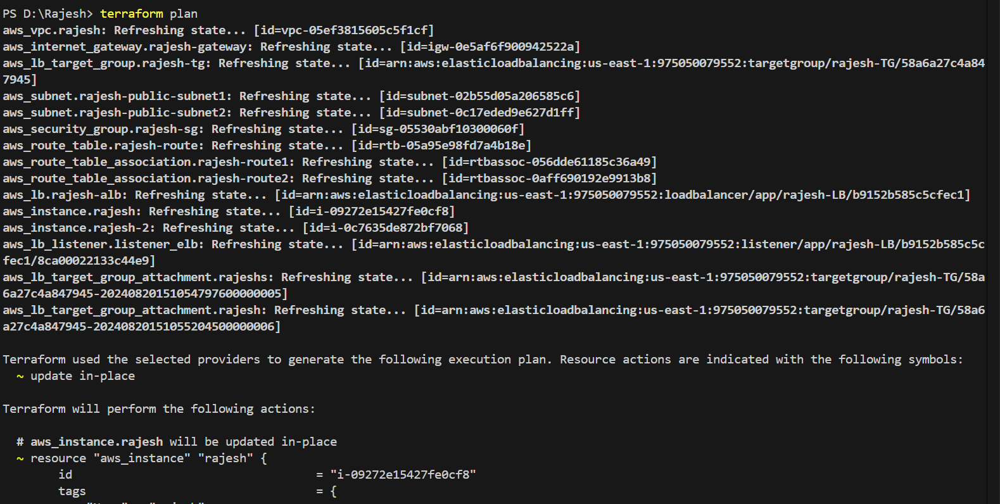 PS D:\Rajesh> terraform plan
aws_vpc.rajesh: Refreshing state... [id=vpc-05ef3815605c5f1cf]
aws_internet_gateway.rajesh-gateway: Refreshing state... [id=igw-0e5af6f900942522a]
aws_lb_target_group.rajesh-tg: Refreshing state... [id=arn:aws:elasticloadbalancing:us-east-1:975050079552:targetgroup/rajesh-TG/58a6a27c4a84
7945]
aws_subnet.rajesh-public-subnet1: Refreshing state... [id=subnet-02b55d05a206585c6]
aws_subnet.rajesh-public-subnet2: Refreshing state... [id=subnet-0c17eded9e627d1ff]
aws_security_group.rajesh-sg: Refreshing state... [id=sg-05530abf10300060f]
aws_route_table.rajesh-route: Refreshing state... [id=rtb-05a95e98fd7a4b18e]
aws_route_table_association.rajesh-route1: Refreshing state... [id=rtbassoc-056dde61185c36a49]
aws_route_table_association.rajesh-route2: Refreshing state... [id=rtbassoc-0aff690192e9913b8]
aws_lb.rajesh-alb: Refreshing state... [id=arn:aws:elasticloadbalancing:us-east-1:975050079552:loadbalancer/app/rajesh-LB/b9152b585c5cfec1]
aws_instance.rajesh: Refreshing state... [id=i-09272e15427fe0cf8]
aws_instance.rajesh-2: Refreshing state... [id=i-0c7635de872bf7068]
aws_lb_listener.listener_elb: Refreshing state... [id=arn:aws:elasticloadbalancing:us-east-1:975050079552:listener/app/rajesh-LB/b9152b585c5c
fec1/8ca00022133c44e9]
aws_lb_target_group_attachment.rajeshs: Refreshing state... [id=arn:aws:elasticloadbalancing:us-east-1:975050079552:targetgroup/rajesh-TG/58a
6a27c4a847945-20240820151054797600000005]
aws_lb_target_group_attachment.rajesh: Refreshing state... [id=arn:aws:elasticloadbalancing:us-east-1:975050079552:targetgroup/rajesh-TG/58a6
a27c4a847945-20240820151055204500000006]
Terraform used the selected providers to generate the following execution plan. Resource actions are indicated with the following symbols:
~ update in-place
Terraform will perform the following actions:
# aws_instance.rajesh will be updated in-place
~ resource "aws_instance" "rajesh" {
id = "i-09272e15427fe0cf8"
tags = {